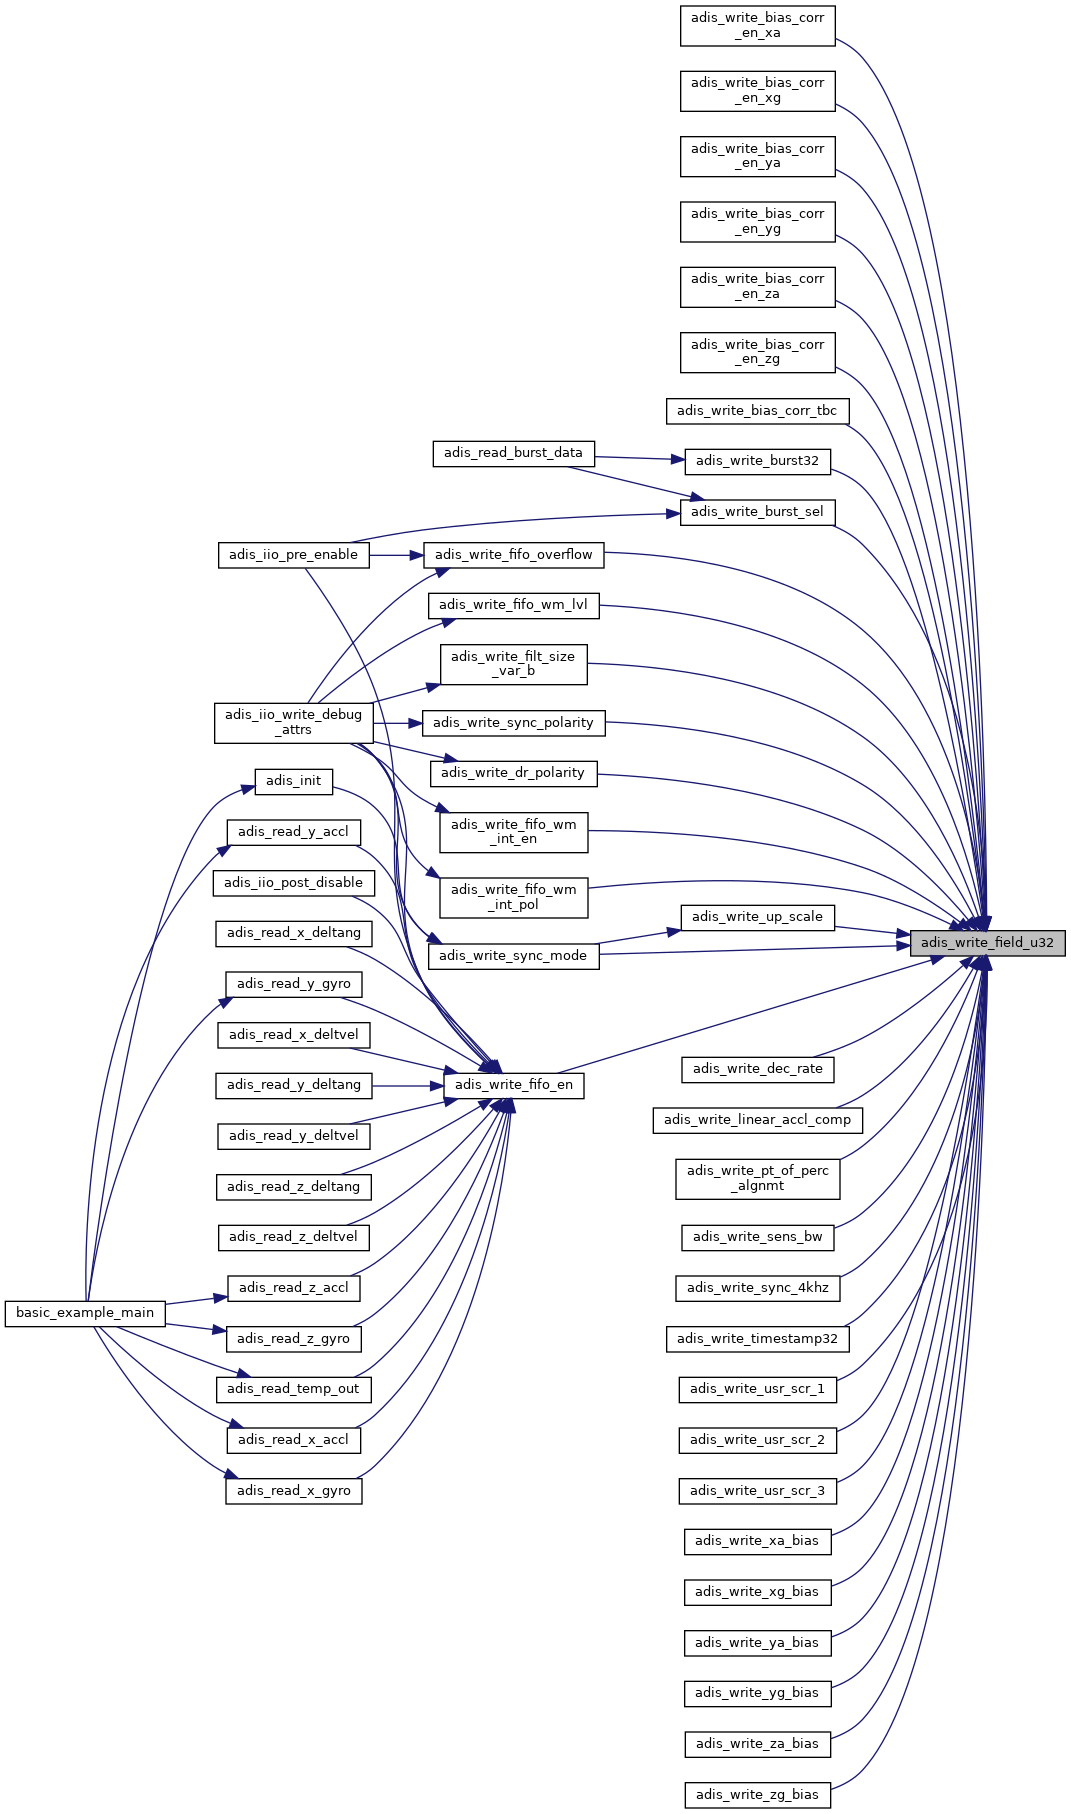 adis_write_bias_corr
_en_xa
adis_write_bias_corr
_en_xg
adis_write_bias_corr
_en_ya
adis_write_bias_corr
_en_yg
adis_write_bias_corr
_en_za
adis_write_bias_corr
_en_zg
adis_write_bias_corr_tbc
adis_read_burst_data
adis_write_burst32
adis_write_burst_sel
adis_iio_pre_enable
adis_write_fifo_overflow
adis_write_fifo_wm_lvl
adis_write_filt_size
_var_b
adis_iio_write_debug
_attrs
adis_write_sync_polarity
adis_write_dr_polarity
adis_init
adis_write_fifo_wm
_int_en
adis_read_y_accl
adis_iio_post_disable
adis_write_fifo_wm
_int_pol
adis_write_up_scale
adis_read_x_deltang
adis_write_field_u32
adis_write_sync_mode
adis_read_y_gyro
adis_read_x_deltvel
adis_write_dec_rate
adis_read_y_deltang
adis_write_fifo_en
adis_write_linear_accl_comp
adis_read_y_deltvel
adis_write_pt_of_perc
_algnmt
adis_read_z_deltang
adis_read_z_deltvel
adis_write_sens_bw
adis_read_z_accl
adis_write_sync_4khz
basic_example_main
adis_read_z_gyro
adis_write_timestamp32
adis_read_temp_out
adis_write_usr_scr_1
adis_read_x_accl
adis_write_usr_scr_2
adis_read_x_gyro
adis_write_usr_scr_3
adis_write_xa_bias
adis_write_xg_bias
adis_write_ya_bias
adis_write_yg_bias
adis_write_za_bias
adis_write_zg_bias